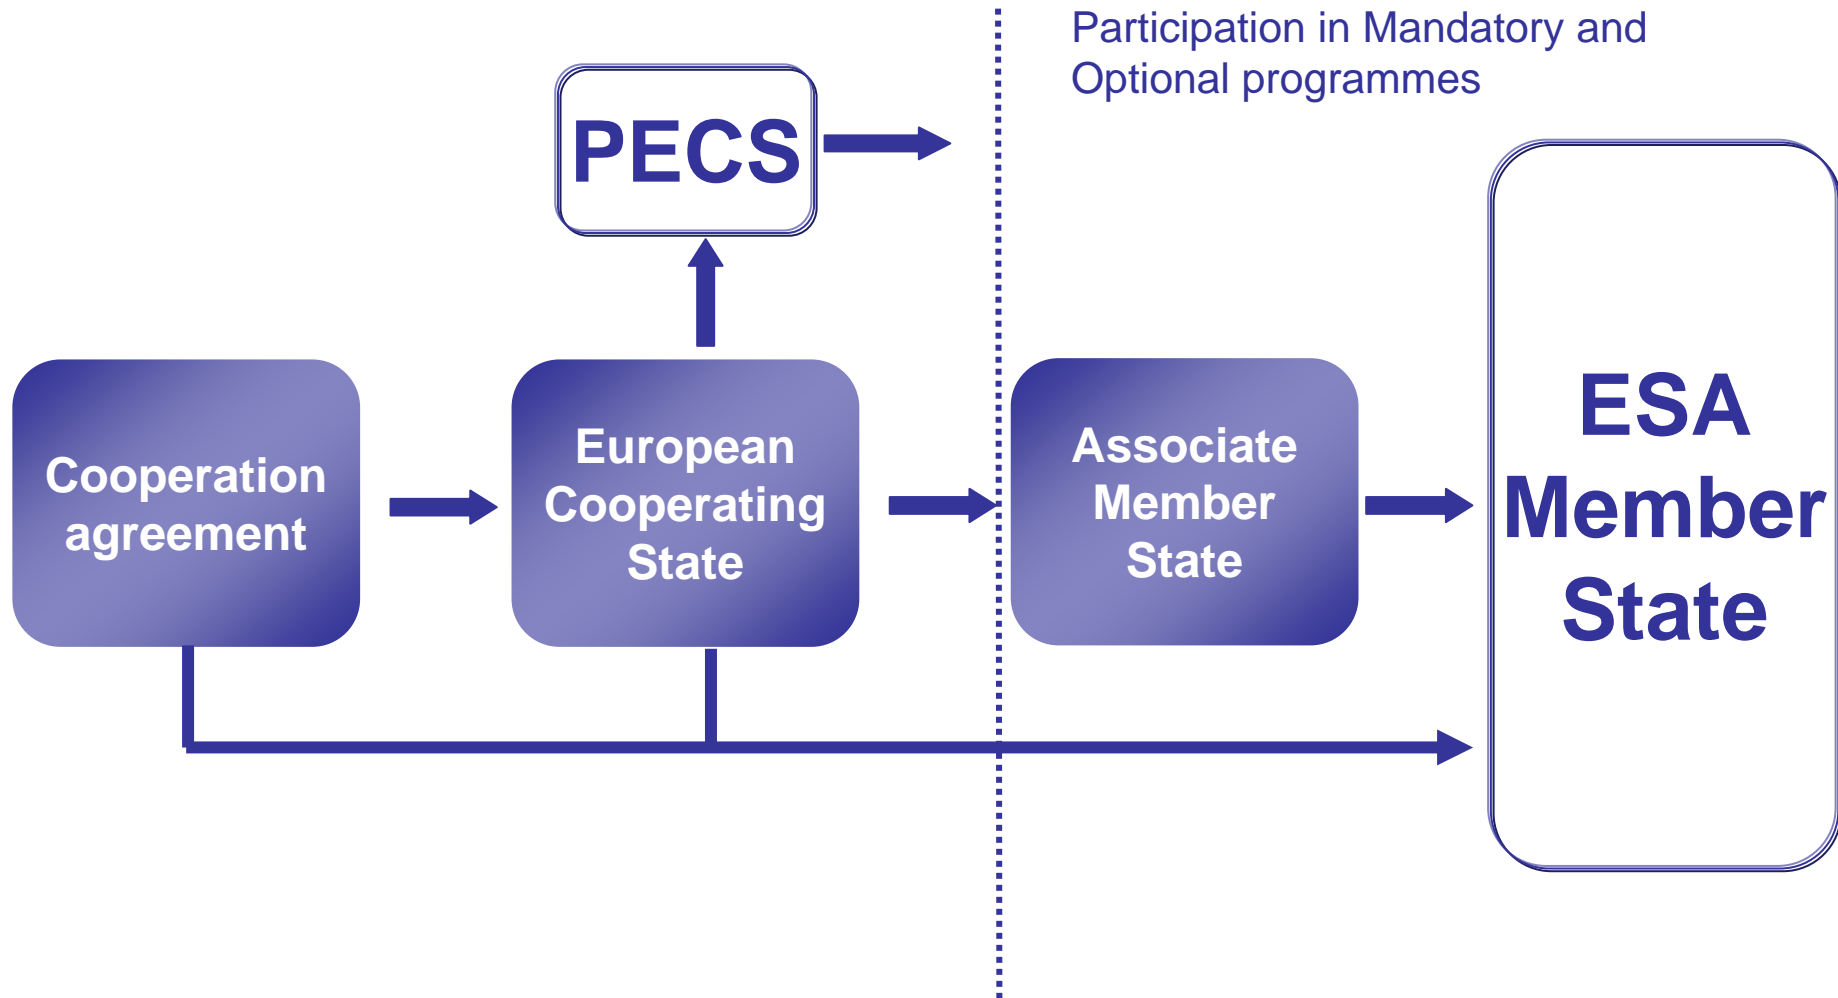 Participation in Mandatory and
Optional programmes
PECS
Cooperation
agreement
European
Cooperating
State
Associate
Member
State
ESA
Member
State